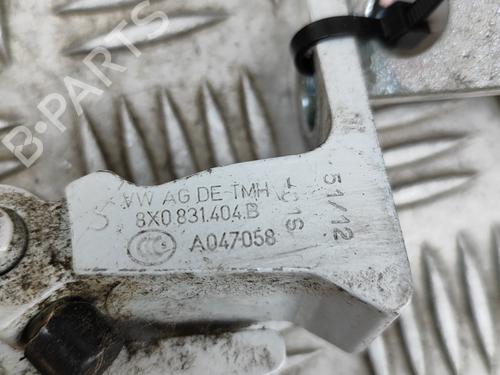 B-PARTS
VW AG DE TMH
8X0 831.404.B
A047058
51/12